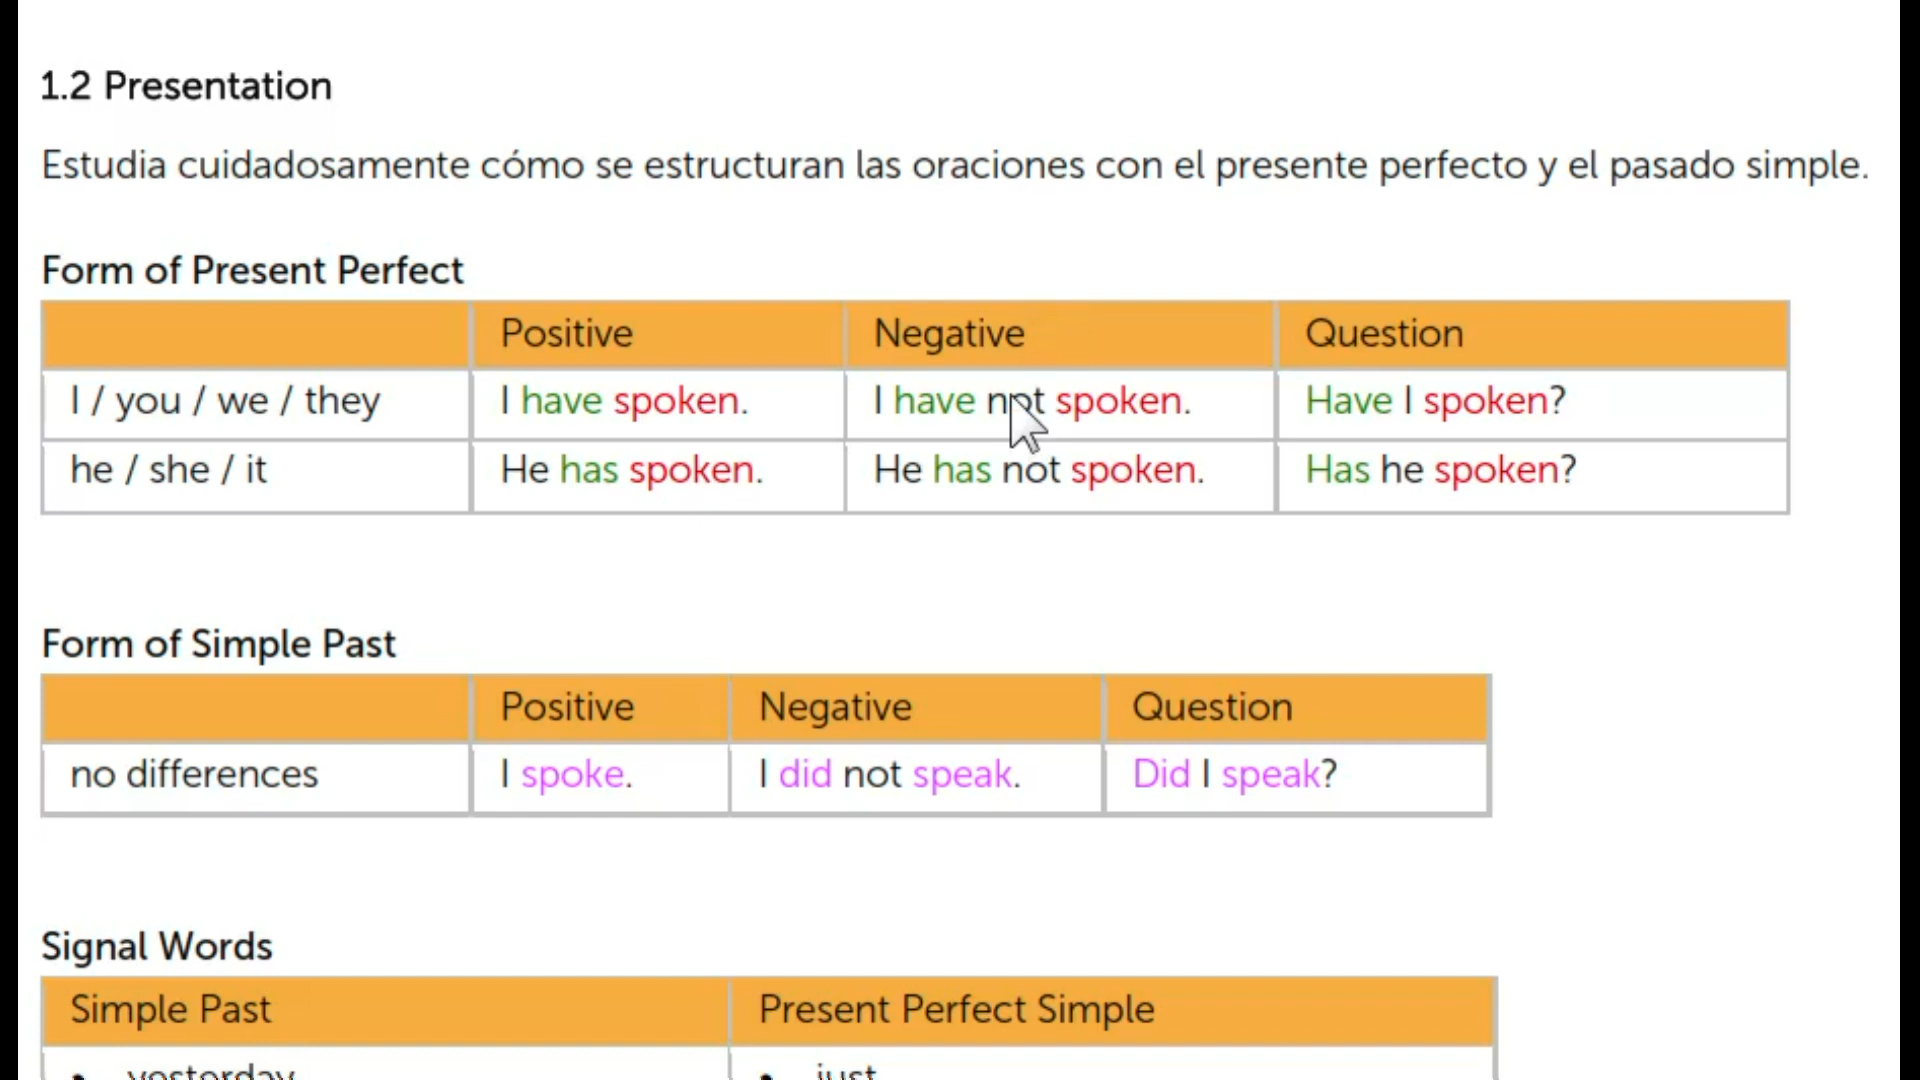 1.2 Presentation
Estudia cuidadosamente cómo se estructuran las oraciones con el presente perfecto y el pasado simple.
Form of Present Perfect
Positive Negative Question
I / you / we / they I have spoken. I have not spoken. Have I spoken?
he / she / it He has spoken. He has not spoken. Has he spoken?
Form of Simple Past
Positive Negative Question
no differences I spoke. I did not speak. Did I speak?
Signal Words
Simple Past Present Perfect Simple
• yesterday • just